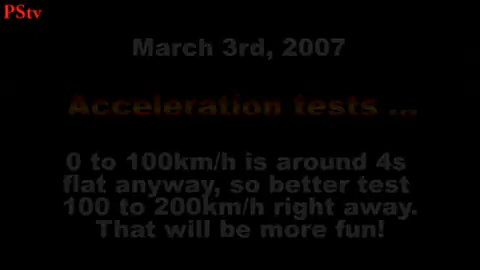 PStv
March 3rd, 2007
Acceleration tests ...
0 to 100km/h is around 4s
flat anyway, so better test
100 to 200km/h right away.
That will be more fun!